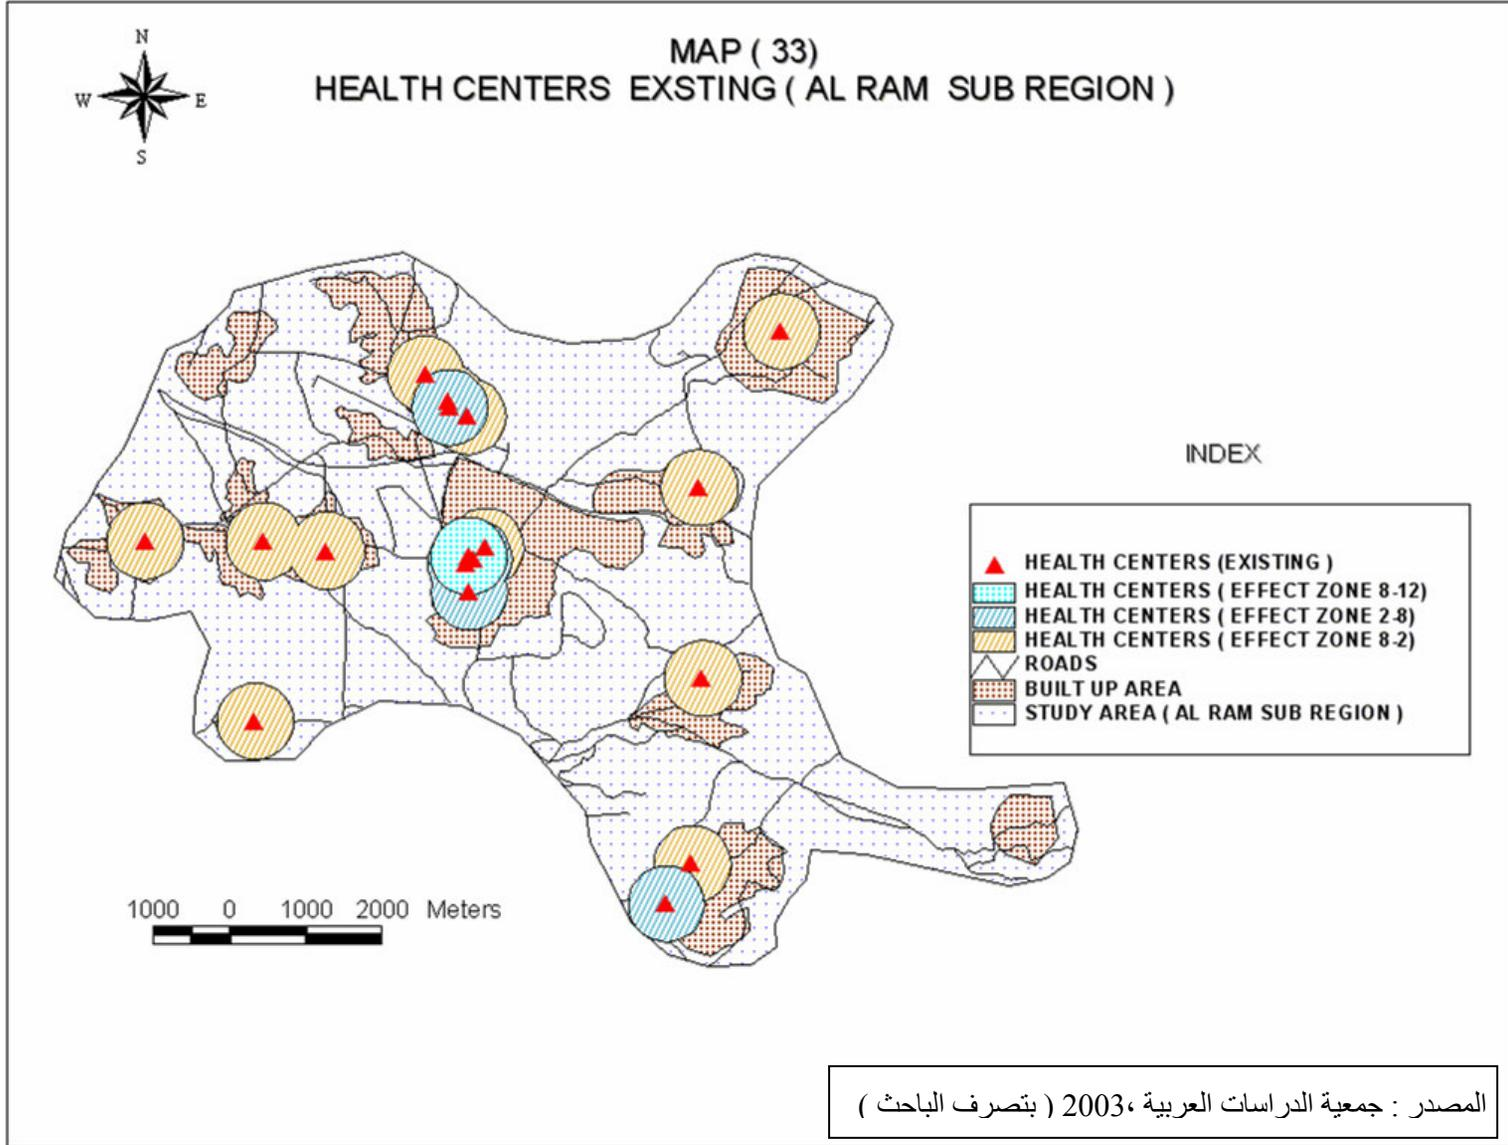 N
W E
S
MAP ( 33)
HEALTH CENTERS EXSTING ( AL RAM SUB REGION )
INDEX
HEALTH CENTERS (EXISTING )
HEALTH CENTERS ( EFFECT ZONE 8-12)
HEALTH CENTERS ( EFFECT ZONE 2-8)
HEALTH CENTERS ( EFFECT ZONE 8-2)
ROADS
BUILT UP AREA
STUDY AREA ( AL RAM SUB REGION )
1000 0 1000 2000 Meters
المصدر : جمعية الدراسات العربية ،2003 ( بتصرف الباحث )